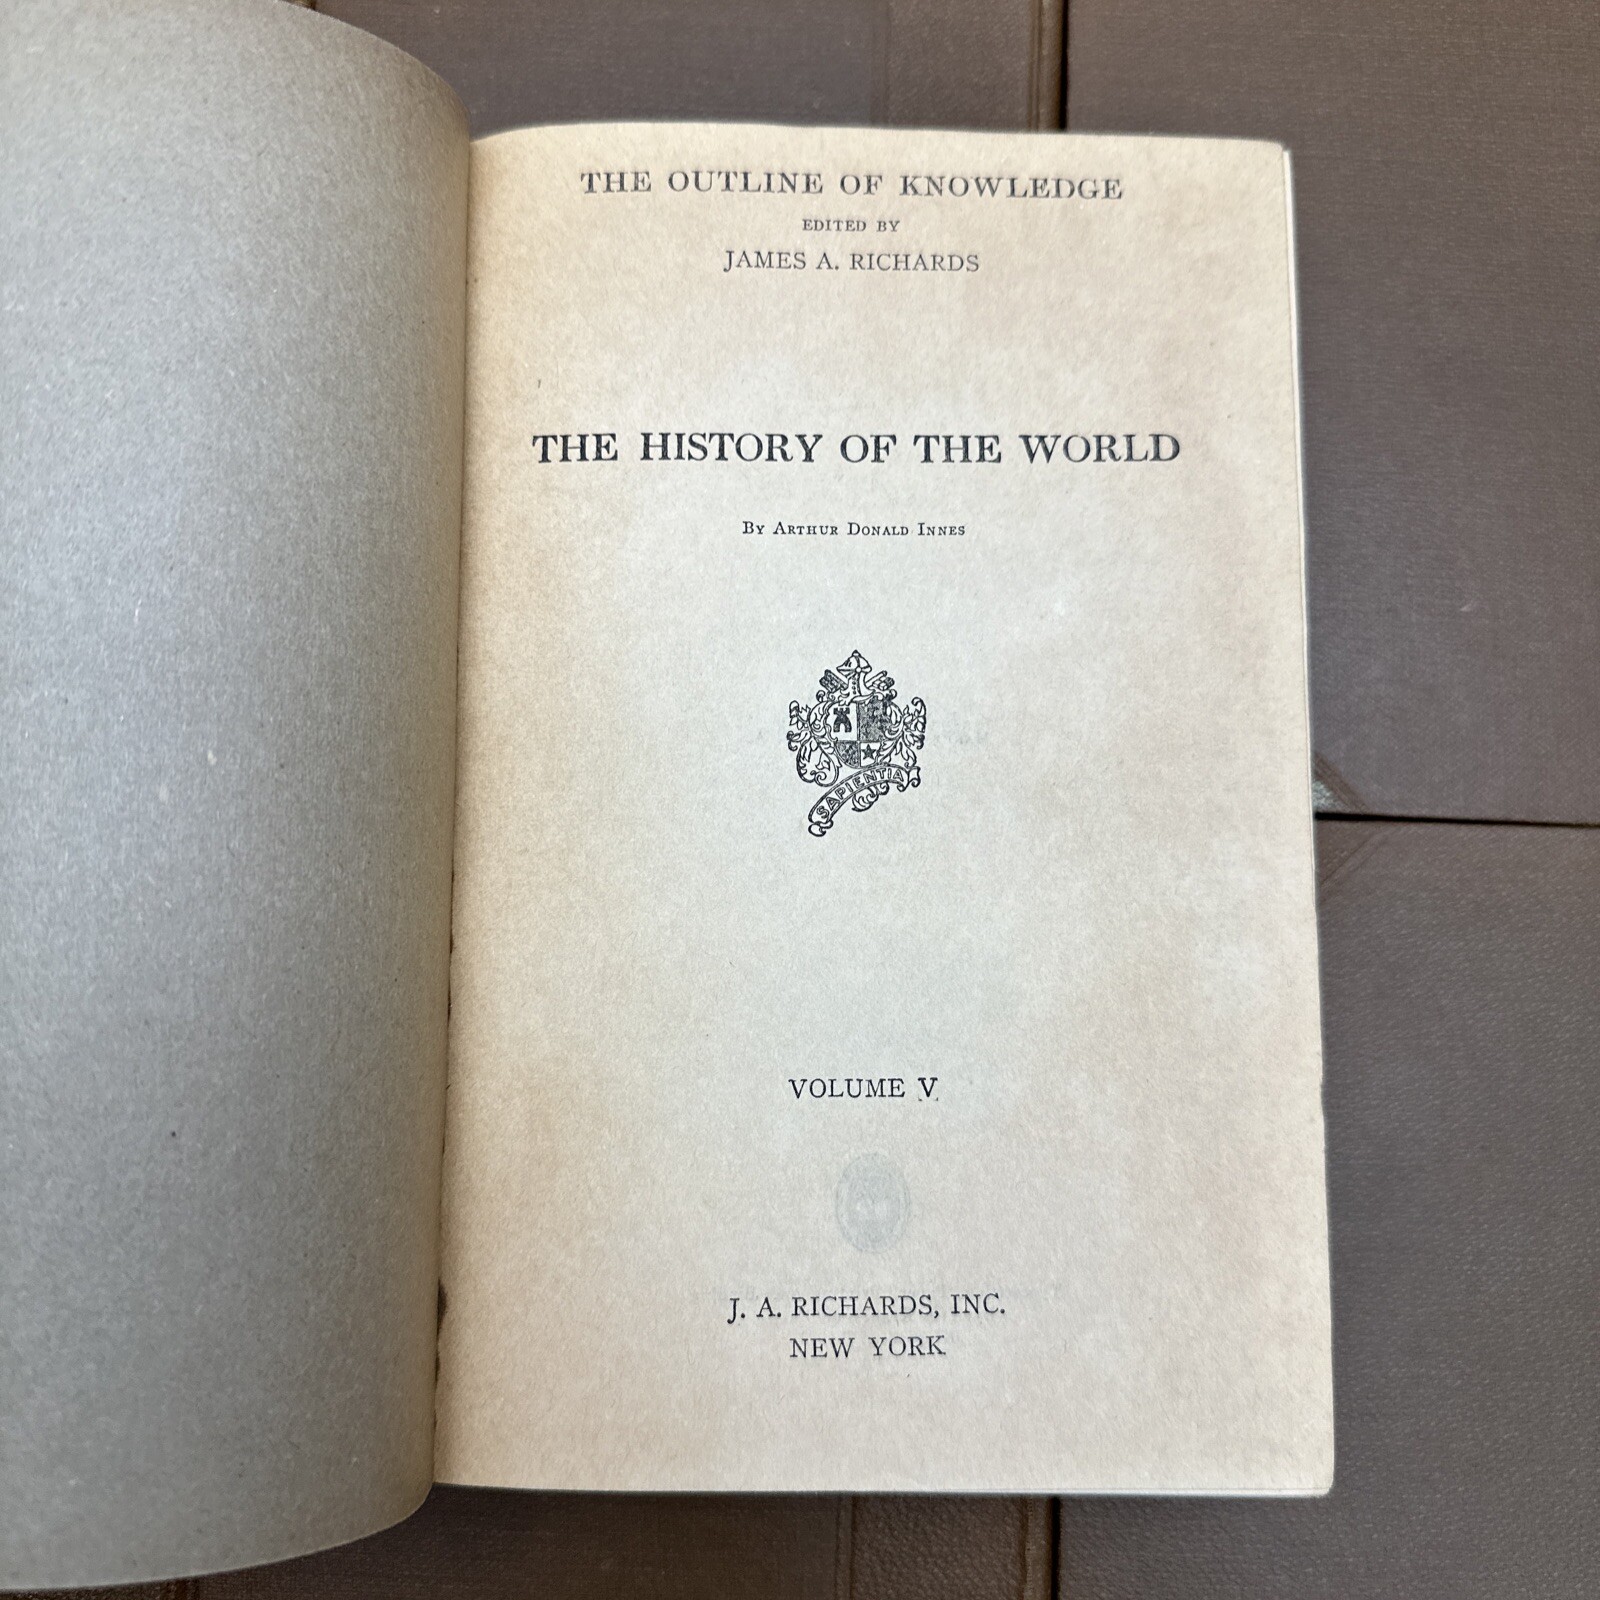 THE OUTLINE OF KNOWLEDGE
EDITED BY
JAMES A. RICHARDS
THE HISTORY OF THE WORLD
By Arthur Donald Innes
SAPIENTIA
VOLUME V
J. A. RICHARDS, INC.
NEW YORK